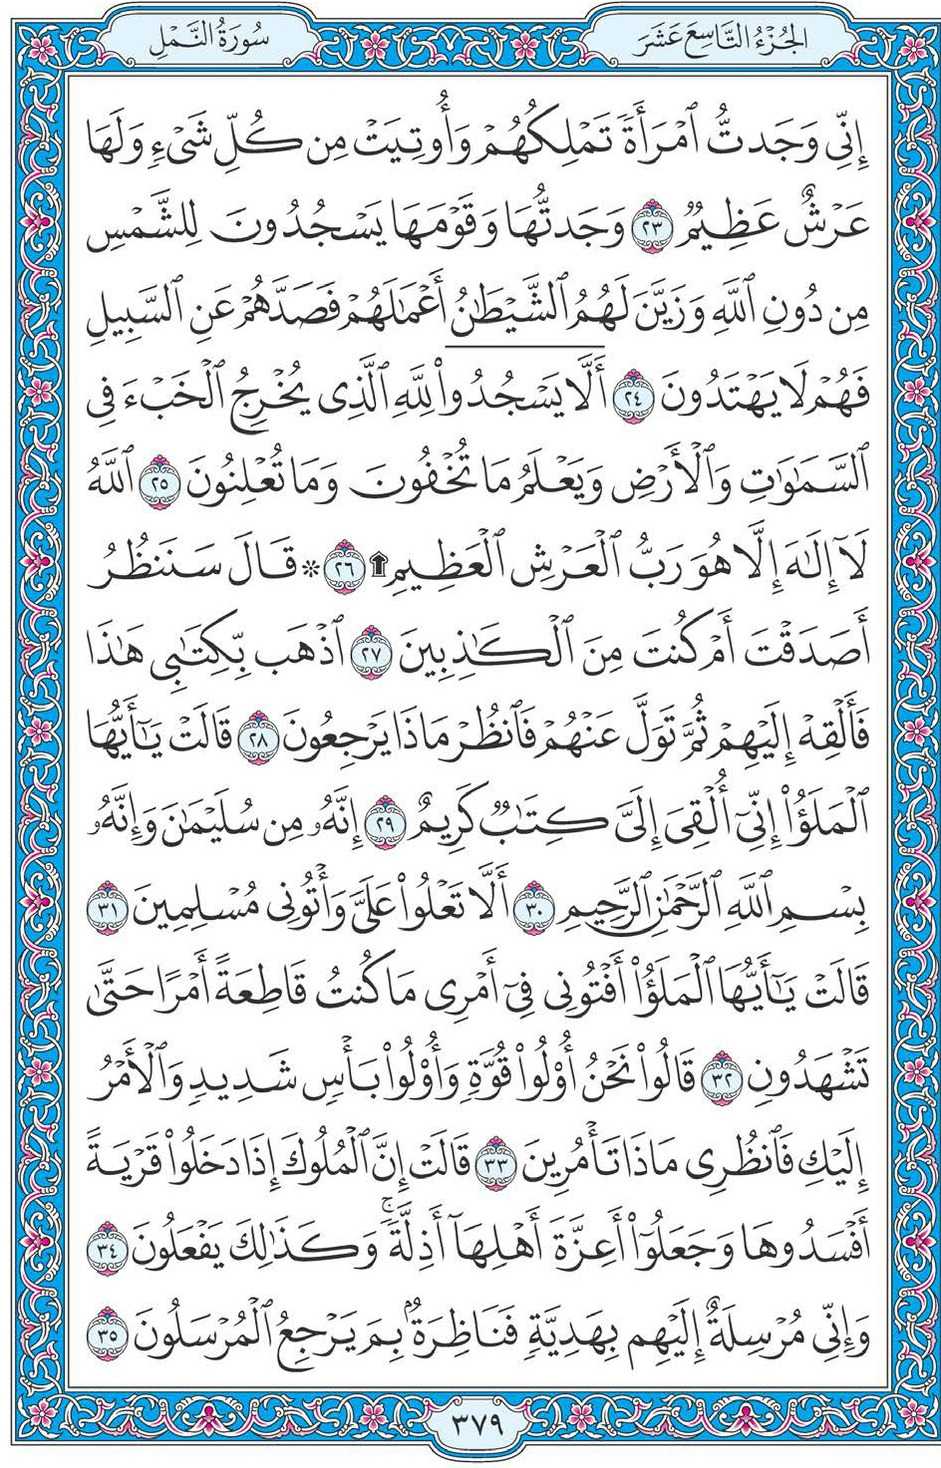 الجُزْءُ التَّاسِعَ عَشَرَ
سُورَةُ النَّمْلِ
إِنِّى وَجَدتُّ ٱمْرَأَةً تَمْلِكُهُمْ وَأُوتِيَتْ مِن كُلِّ شَىْءٍ وَلَهَا
عَرْشٌ عَظِيمٌ ٢٣ وَجَدتُّهَا وَقَوْمَهَا يَسْجُدُونَ لِلشَّمْسِ
مِن دُونِ ٱللَّهِ وَزَيَّنَ لَهُمُ ٱلشَّيْطَٰنُ أَعْمَٰلَهُمْ فَصَدَّهُمْ عَنِ ٱلسَّبِيلِ
فَهُمْ لَا يَهْتَدُونَ ٢٤ أَلَّا يَسْجُدُوا۟ لِلَّهِ ٱلَّذِى يُخْرِجُ ٱلْخَبْءَ فِى
ٱلسَّمَٰوَٰتِ وَٱلْأَرْضِ وَيَعْلَمُ مَا تُخْفُونَ وَمَا تُعْلِنُونَ ٢٥ ٱللَّهُ
لَآ إِلَٰهَ إِلَّا هُوَ رَبُّ ٱلْعَرْشِ ٱلْعَظِيمِ ۩ ٢٦ ۞ قَالَ سَنَنظُرُ
أَصَدَقْتَ أَمْ كُنتَ مِنَ ٱلْكَٰذِبِينَ ٢٧ ٱذْهَب بِّكِتَٰبِى هَٰذَا
فَأَلْقِهْ إِلَيْهِمْ ثُمَّ تَوَلَّ عَنْهُمْ فَٱنظُرْ مَاذَا يَرْجِعُونَ ٢٨ قَالَتْ يَٰٓأَيُّهَا
ٱلْمَلَؤُا۟ إِنِّىٓ أُلْقِىَ إِلَىَّ كِتَٰبٌ كَرِيمٌ ٢٩ إِنَّهُۥ مِن سُلَيْمَٰنَ وَإِنَّهُۥ
بِسْمِ ٱللَّهِ ٱلرَّحْمَٰنِ ٱلرَّحِيمِ ٣٠ أَلَّا تَعْلُوا۟ عَلَىَّ وَأْتُونِى مُسْلِمِينَ ٣١
قَالَتْ يَٰٓأَيُّهَا ٱلْمَلَؤُا۟ أَفْتُونِى فِىٓ أَمْرِى مَا كُنتُ قَاطِعَةً أَمْرًا حَتَّىٰ
تَشْهَدُونِ ٣٢ قَالُوا۟ نَحْنُ أُو۟لُوا۟ قُوَّةٍ وَأُو۟لُوا۟ بَأْسٍ شَدِيدٍ وَٱلْأَمْرُ
إِلَيْكِ فَٱنظُرِى مَاذَا تَأْمُرِينَ ٣٣ قَالَتْ إِنَّ ٱلْمُلُوكَ إِذَا دَخَلُوا۟ قَرْيَةً
أَفْسَدُوهَا وَجَعَلُوٓا۟ أَعِزَّةَ أَهْلِهَآ أَذِلَّةً ۚ وَكَذَٰلِكَ يَفْعَلُونَ ٣٤
وَإِنِّى مُرْسِلَةٌ إِلَيْهِم بِهَدِيَّةٍ فَنَاظِرَةٌۢ بِمَ يَرْجِعُ ٱلْمُرْسَلُونَ ٣٥
٣٧٩